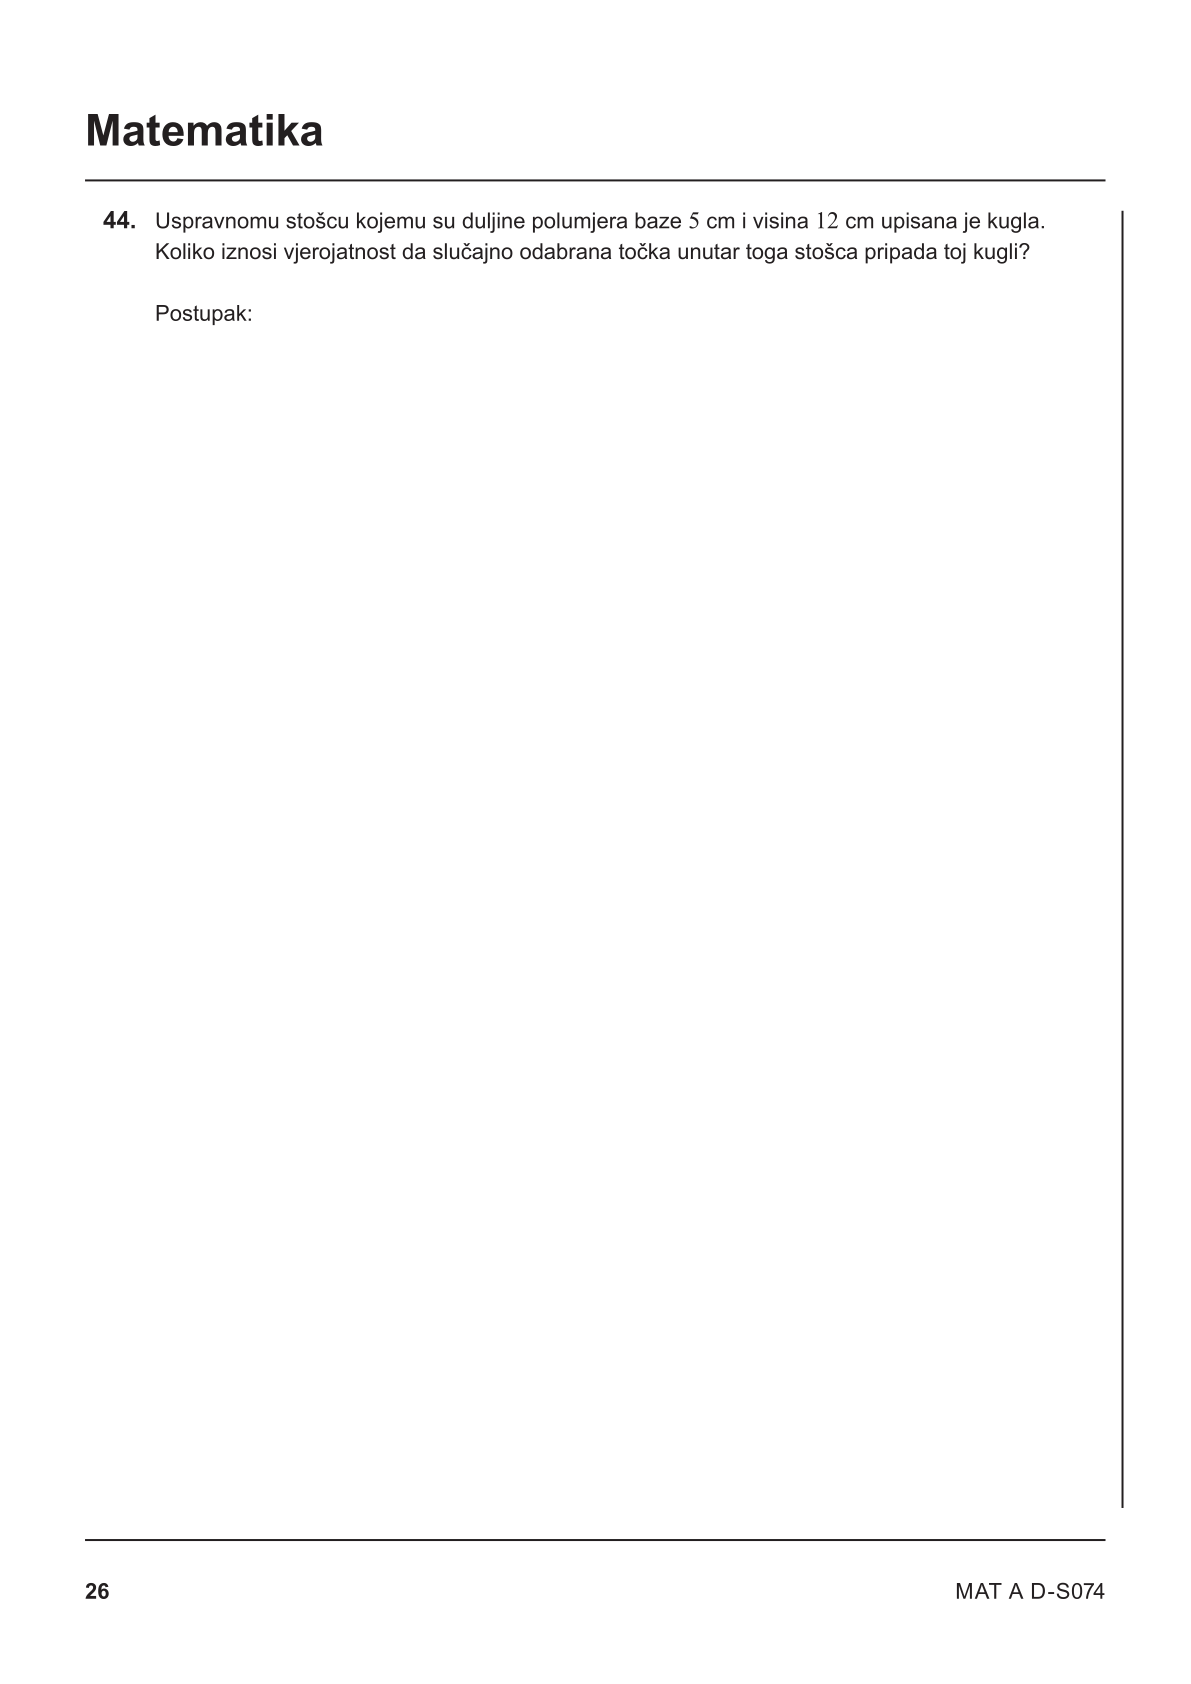 Matematika
44. Uspravnomu stošcu kojemu su duljine polumjera baze 5 cm i visina 12 cm upisana je kugla.
Koliko iznosi vjerojatnost da slučajno odabrana točka unutar toga stošca pripada toj kugli?
Postupak:
26
MAT A D-S074